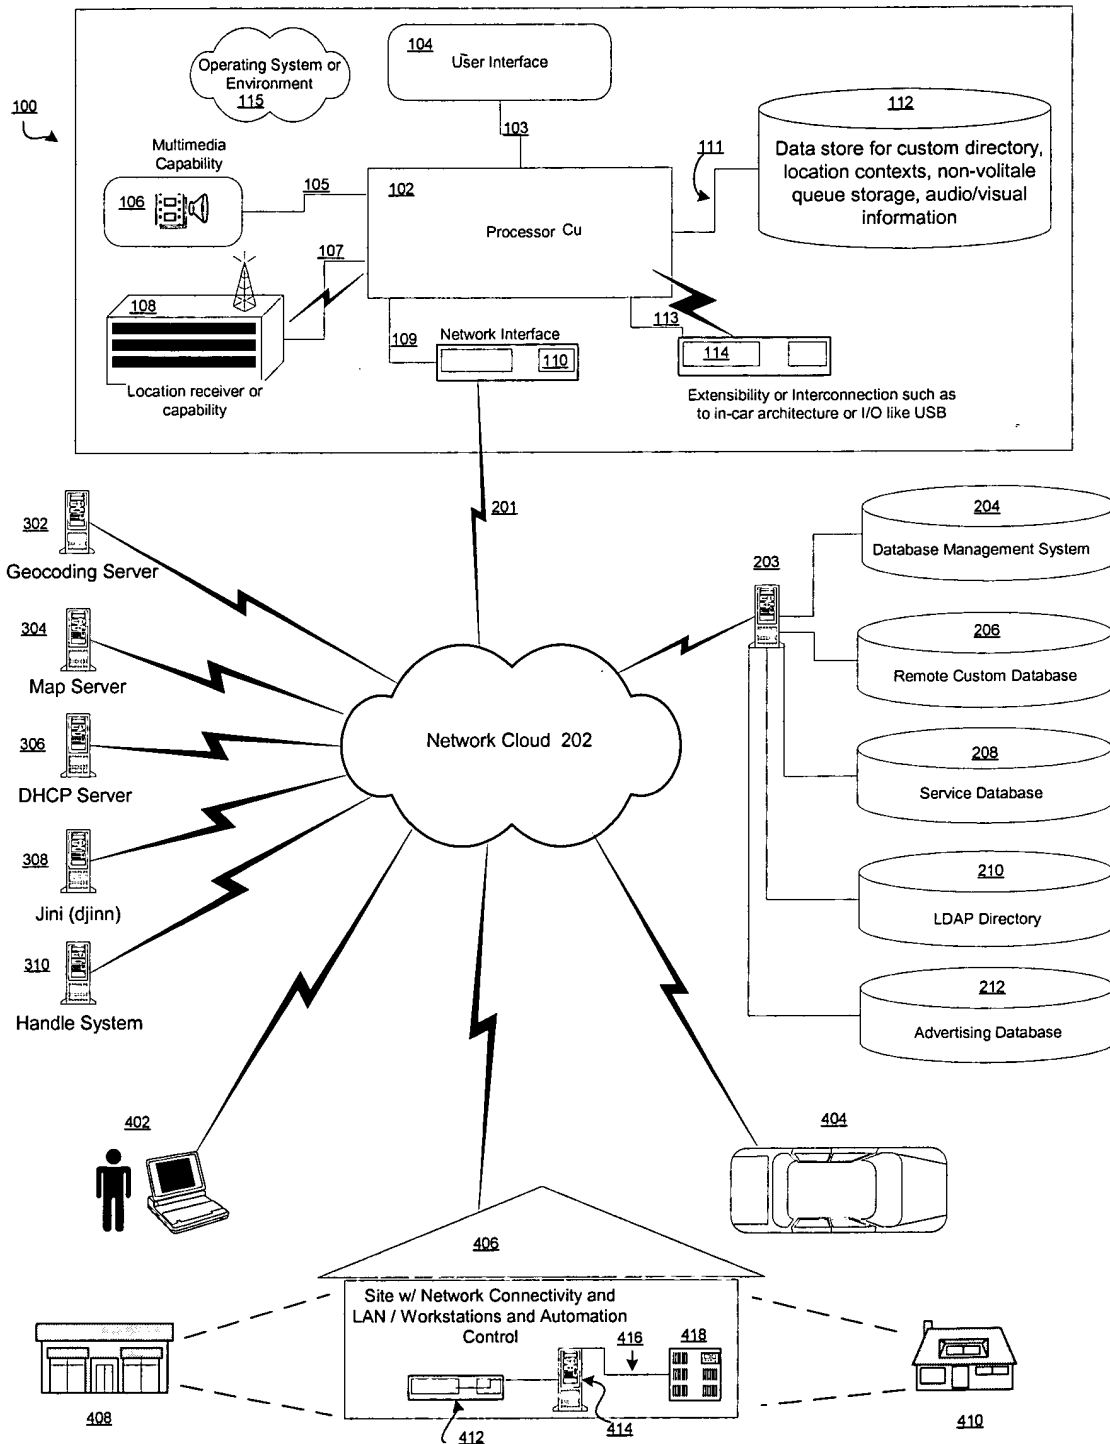 104
User Interface
Operating System or
Environment
115
112
100
103
Data store for custom directory,
location contexts, non-volitale
queue storage, audio/visual
information
111
Multimedia
Capability
106
105
102
Processor Cu
107
108
109
Network Interface
110
113
114
Location receiver or
capability
Extensibility or Interconnection such as
to in-car architecture or I/O like USB
201
302
Geocoding Server
204
Database Management System
203
304
Map Server
206
Remote Custom Database
306
DHCP Server
Network Cloud 202
208
Service Database
308
Jini (djinn)
210
LDAP Directory
310
Handle System
212
Advertising Database
402
404
406
Site w/ Network Connectivity and
LAN / Workstations and Automation
Control
416
418
408
412
414
410